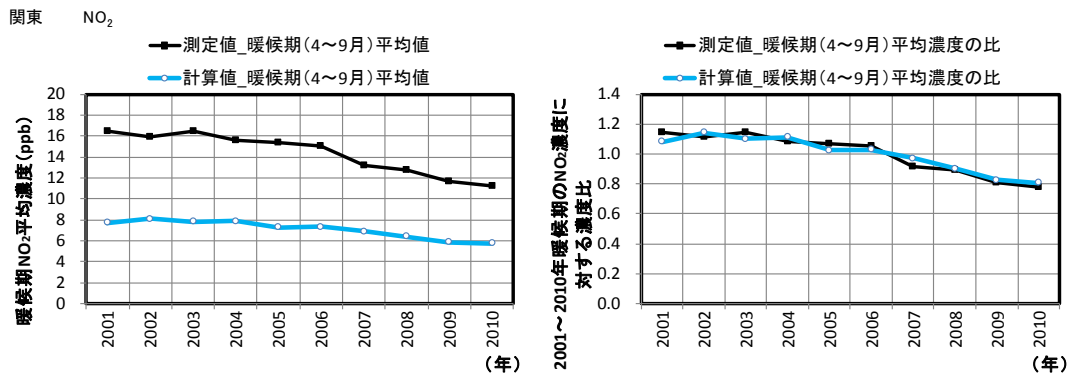 関東 NO2
測定値_暖候期(4～9月)平均値
計算値_暖候期(4～9月)平均値
暖候期NO2平均濃度(ppb)
20
18
16
14
12
10
8
6
4
2
0
2001 2002 2003 2004 2005 2006 2007 2008 2009 2010
(年)
測定値_暖候期(4～9月)平均濃度の比
計算値_暖候期(4～9月)平均濃度の比
2001～2010年暖候期のNO2濃度に
対する濃度比
1.4
1.2
1.0
0.8
0.6
0.4
0.2
0.0
2001 2002 2003 2004 2005 2006 2007 2008 2009 2010
(年)